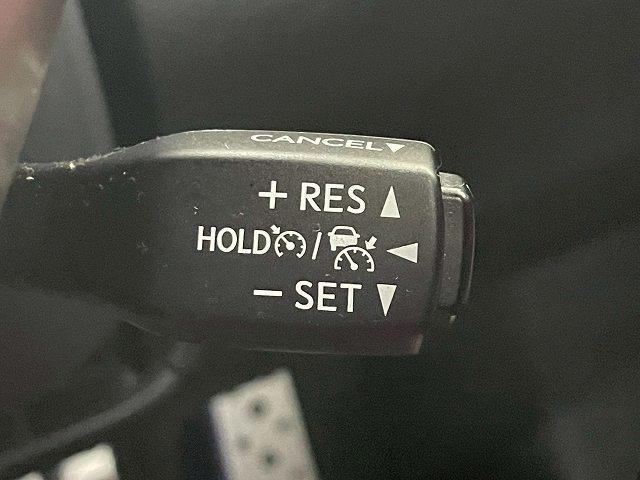 CANCEL▼
+ RES ▲
HOLD / ◀
− SET ▼